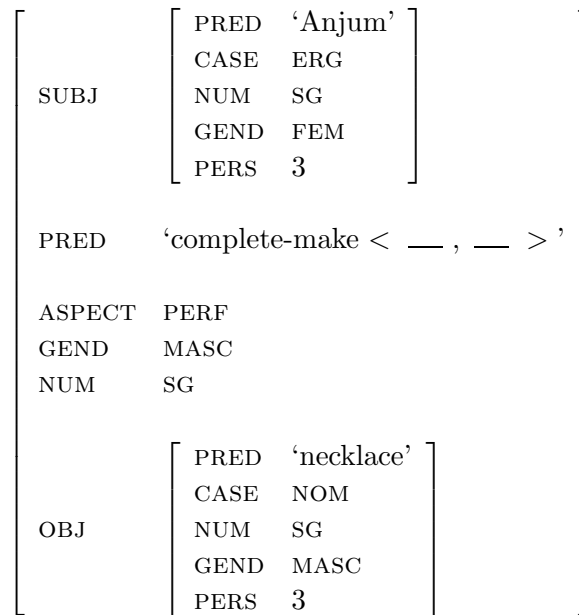 PRED ‘Anjum’
CASE ERG
SUBJ NUM SG
GEND FEM
PERS 3
PRED ‘complete-make < __ , __ > ’
ASPECT PERF
GEND MASC
NUM SG
PRED ‘necklace’
CASE NOM
OBJ NUM SG
GEND MASC
PERS 3